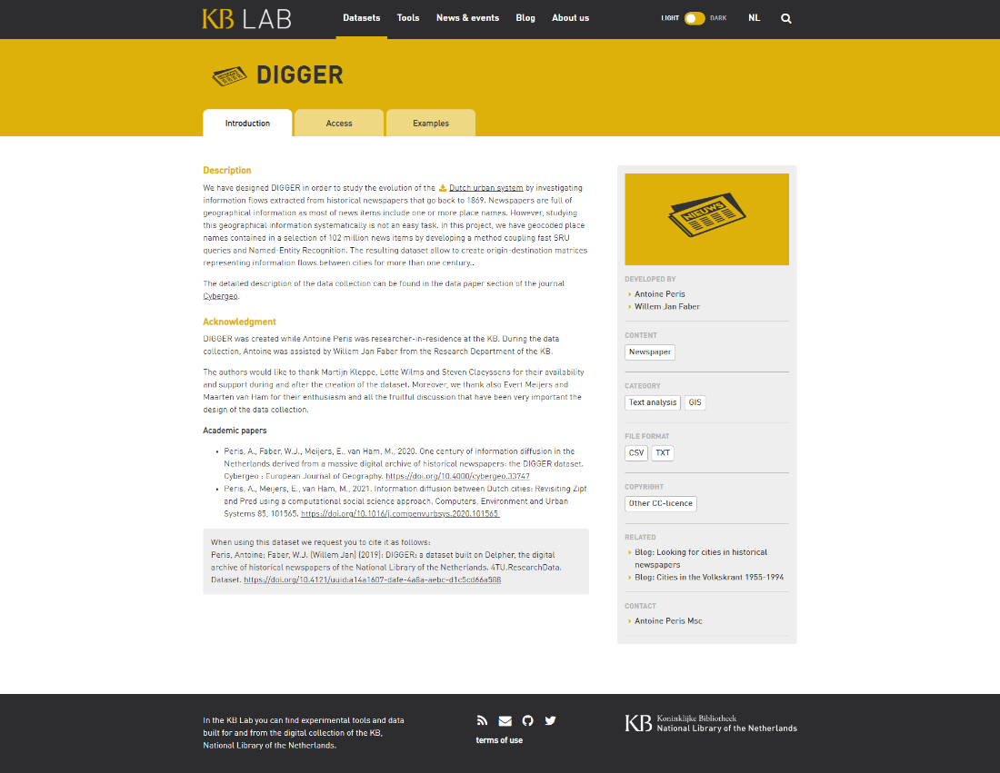 KB LAB
Datasets
Tools
News & events
Blog
About us
LIGHT
DARK
NL
DIGGER
Introduction
Access
Examples
Description
We have designed DIGGER in order to study the evolution of the Dutch urban system by investigating
information flows extracted from historical newspapers that go back to 1869. Newspapers are full of
geographical information as most of news items include one or more place names. However, studying
this geographical information systematically is not an easy task. In this project, we have geocoded place
names contained in a selection of 102 million news items by developing a method coupling fast SRU
queries and Named-Entity Recognition. The resulting dataset allow to create origin-destination matrices
representing information flows between cities for more than one century..
The detailed description of the data collection can be found in the data paper section of the journal
Cybergeo.
Acknowledgment
DIGGER was created while Antoine Peris was researcher-in-residence at the KB. During the data
collection, Antoine was assisted by Willem Jan Faber from the Research Department of the KB.
The authors would like to thank Martijn Kleppe, Lotte Wilms and Steven Claeyssens for their availability
and support during and after the creation of the dataset. Moreover, we thank also Evert Meijers and
Maarten van Ham for their enthusiasm and all the fruitful discussion that have been very important the
design of the data collection.
Academic papers
• Peris, A., Faber, W.J., Meijers, E., van Ham, M., 2020. One century of information diffusion in the
Netherlands derived from a massive digital archive of historical newspapers: the DIGGER dataset.
Cybergeo : European Journal of Geography. https://doi.org/10.4000/cybergeo.33747
• Peris, A., Meijers, E., van Ham, M., 2021. Information diffusion between Dutch cities: Revisiting Zipf
and Pred using a computational social science approach. Computers, Environment and Urban
Systems 85, 101565. https://doi.org/10.1016/j.compenvurbsys.2020.101565
When using this dataset we request you to cite it as follows:
Peris, Antoine; Faber, W.J. (Willem Jan) (2019): DIGGER: a dataset built on Delpher, the digital
archive of historical newspapers of the National Library of the Netherlands. 4TU.ResearchData.
Dataset. https://doi.org/10.4121/uuid:a14a1607-dafe-4a8a-aebc-d1c5cd66a588
NIEUWS
DEVELOPED BY
Antoine Peris
Willem Jan Faber
CONTENT
Newspaper
CATEGORY
Text analysis
GIS
FILE FORMAT
CSV
TXT
COPYRIGHT
Other CC-licence
RELATED
Blog: Looking for cities in historical
newspapers
Blog: Cities in the Volkskrant 1955-1994
CONTACT
Antoine Peris Msc
In the KB Lab you can find experimental tools and data
built for and from the digital collection of the KB,
National Library of the Netherlands.
terms of use
KB Koninklijke Bibliotheek
National Library of the Netherlands